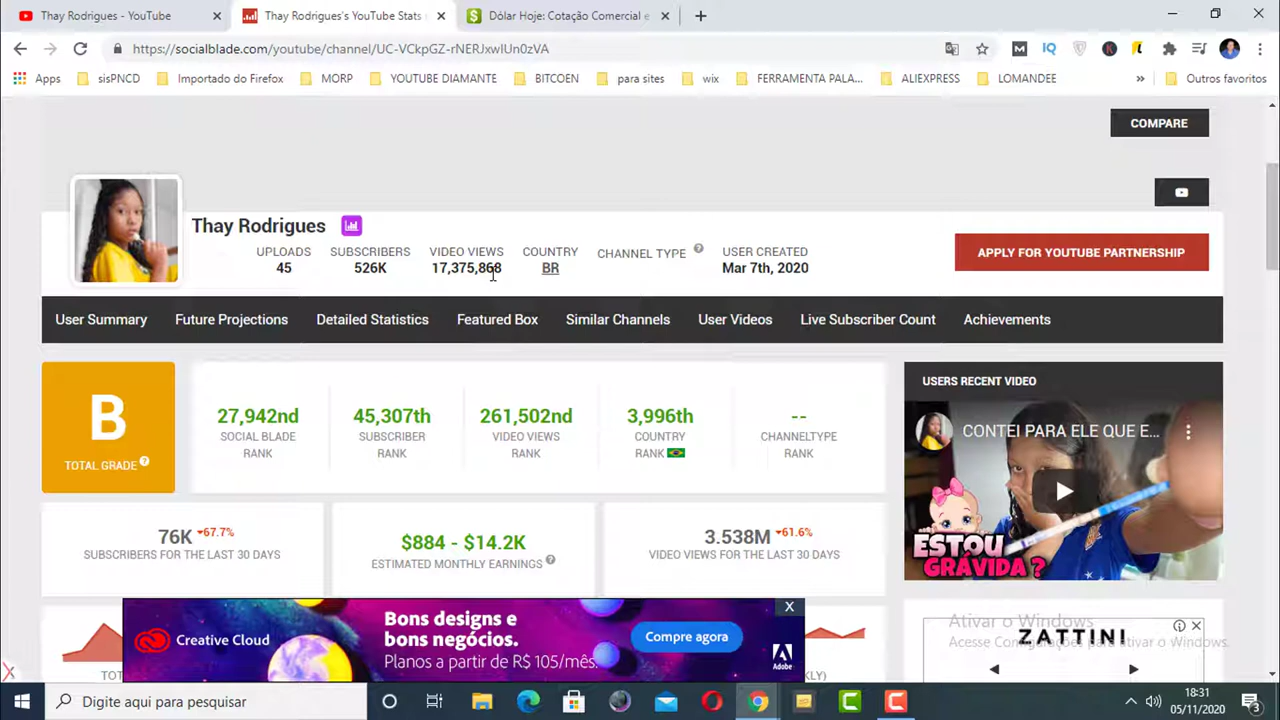 Thay Rodrigues - YouTube
Thay Rodrigues's YouTube Stats
Dólar Hoje: Cotação Comercial e
https://socialblade.com/youtube/channel/UC-VCkpGZ-rNERJxwIUn0zVA
Apps
sisPNCD
Importado do Firefox
MORP
YOUTUBE DIAMANTE
BITCOEN
para sites
wix
FERRAMENTA PALA...
ALIEXPRESS
LOMANDEE
»
Outros favoritos
COMPARE
Thay Rodrigues
UPLOADS
45
SUBSCRIBERS
526K
VIDEO VIEWS
17,375,868
COUNTRY
BR
CHANNEL TYPE
USER CREATED
Mar 7th, 2020
APPLY FOR YOUTUBE PARTNERSHIP
User Summary
Future Projections
Detailed Statistics
Featured Box
Similar Channels
User Videos
Live Subscriber Count
Achievements
B
TOTAL GRADE
27,942nd
SOCIAL BLADE
RANK
45,307th
SUBSCRIBER
RANK
261,502nd
VIDEO VIEWS
RANK
3,996th
COUNTRY
RANK
--
CHANNELTYPE
RANK
USERS RECENT VIDEO
CONTEI PARA ELE QUE E...
ESTOU
GRÁVIDA ?
76K -67.7%
SUBSCRIBERS FOR THE LAST 30 DAYS
$884 - $14.2K
ESTIMATED MONTHLY EARNINGS
3.538M -61.6%
VIDEO VIEWS FOR THE LAST 30 DAYS
Creative Cloud
Bons designs e
bons negócios.
Planos a partir de R$ 105/mês.
Compre agora
Adobe
X
ZATTINI
Ativar o Windows
Acesse Configurações para ativar o Windows.
Digite aqui para pesquisar
18:31
05/11/2020
3